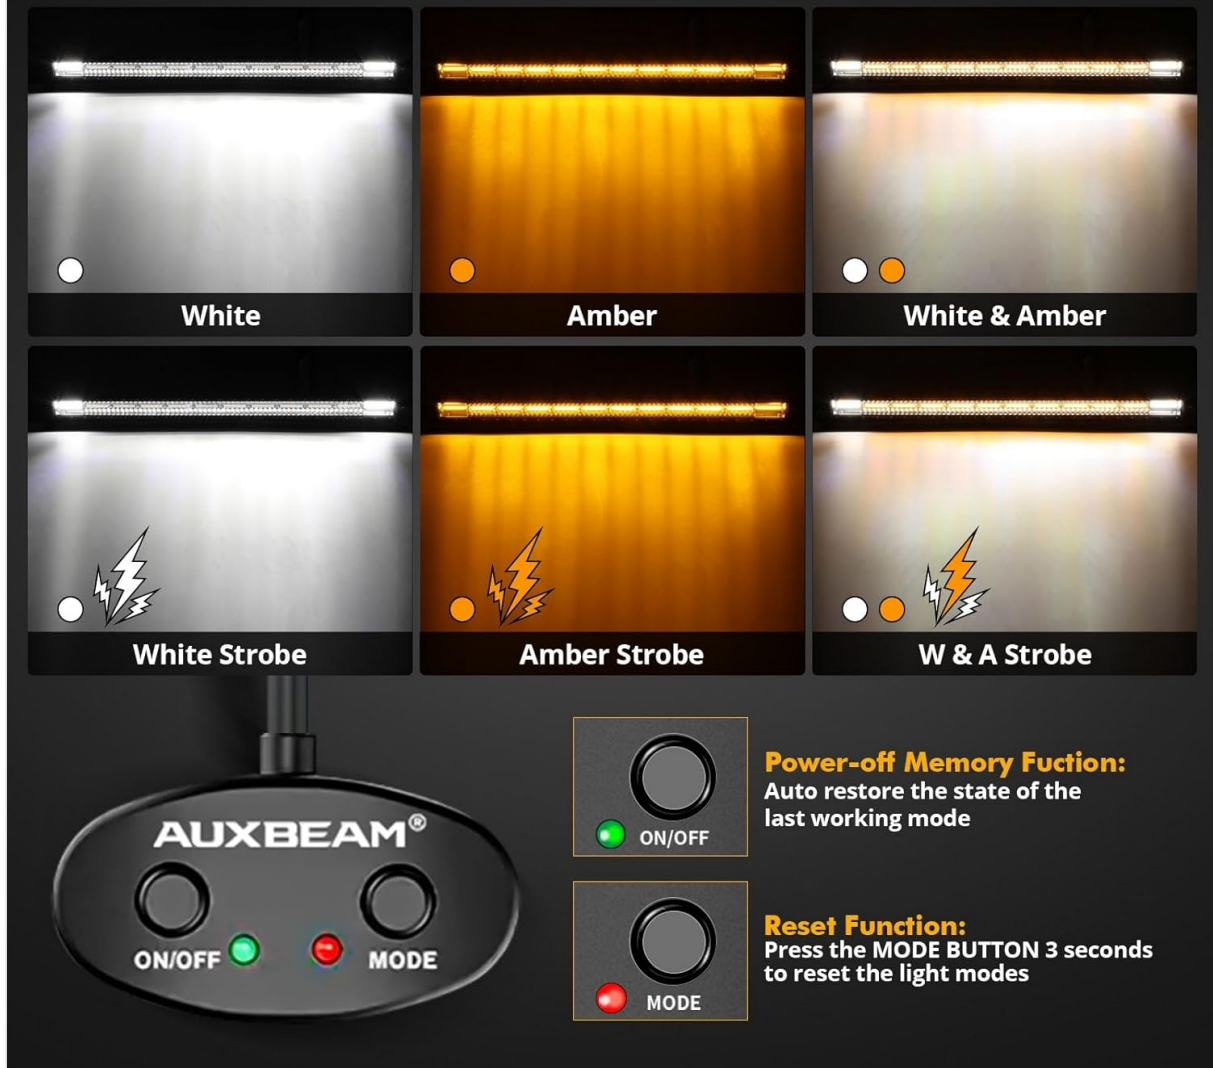 White
Amber
White & Amber
White Strobe
Amber Strobe
W & A Strobe
AUXBEAM®
ON/OFF
MODE
ON/OFF
Power-off Memory Fuction:
Auto restore the state of the
last working mode
MODE
Reset Function:
Press the MODE BUTTON 3 seconds
to reset the light modes